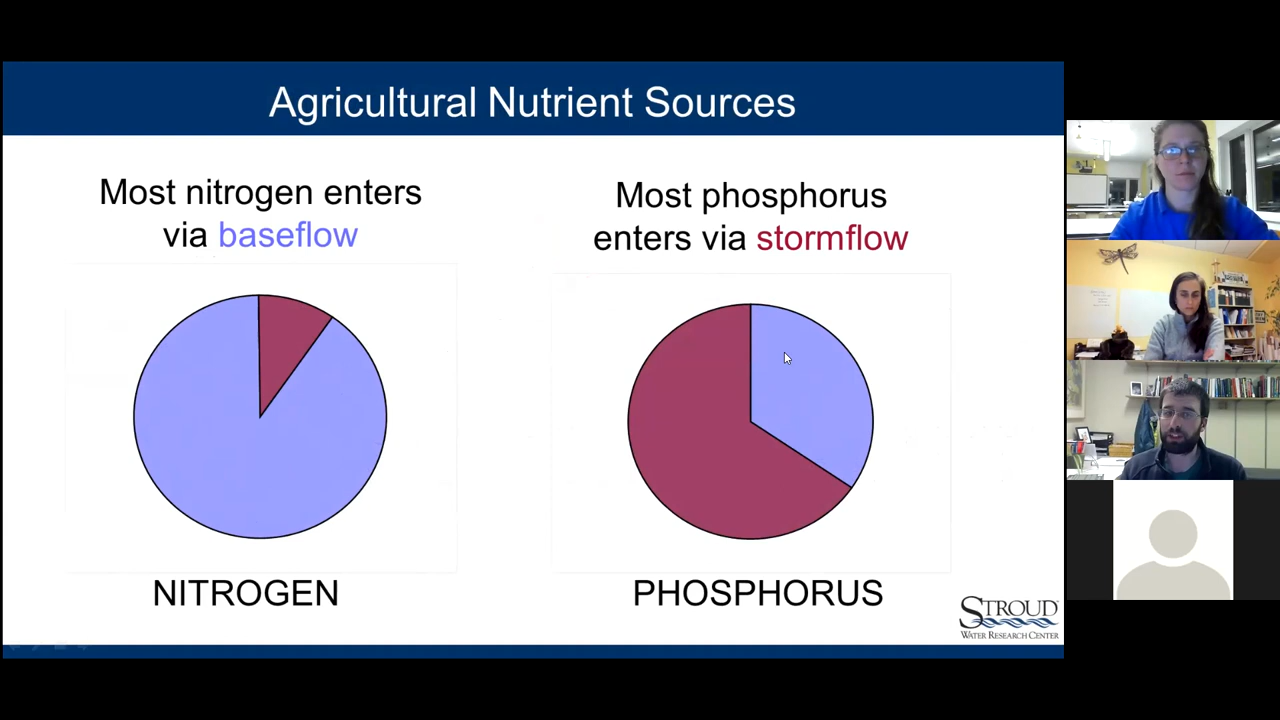 Agricultural Nutrient Sources
Most nitrogen enters
via baseflow
Most phosphorus
enters via stormflow
NITROGEN
PHOSPHORUS
STROUD
WATER RESEARCH CENTER